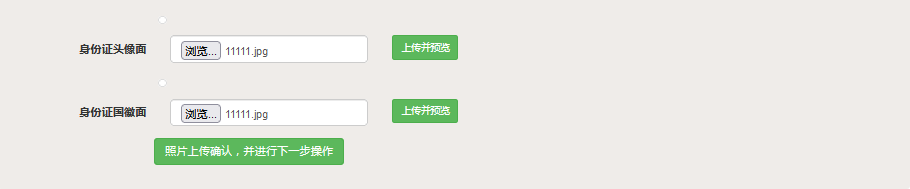 身份证头像面 浏览... 11111.jpg 上传并预览
身份证国徽面 浏览... 11111.jpg 上传并预览
照片上传确认，并进行下一步操作